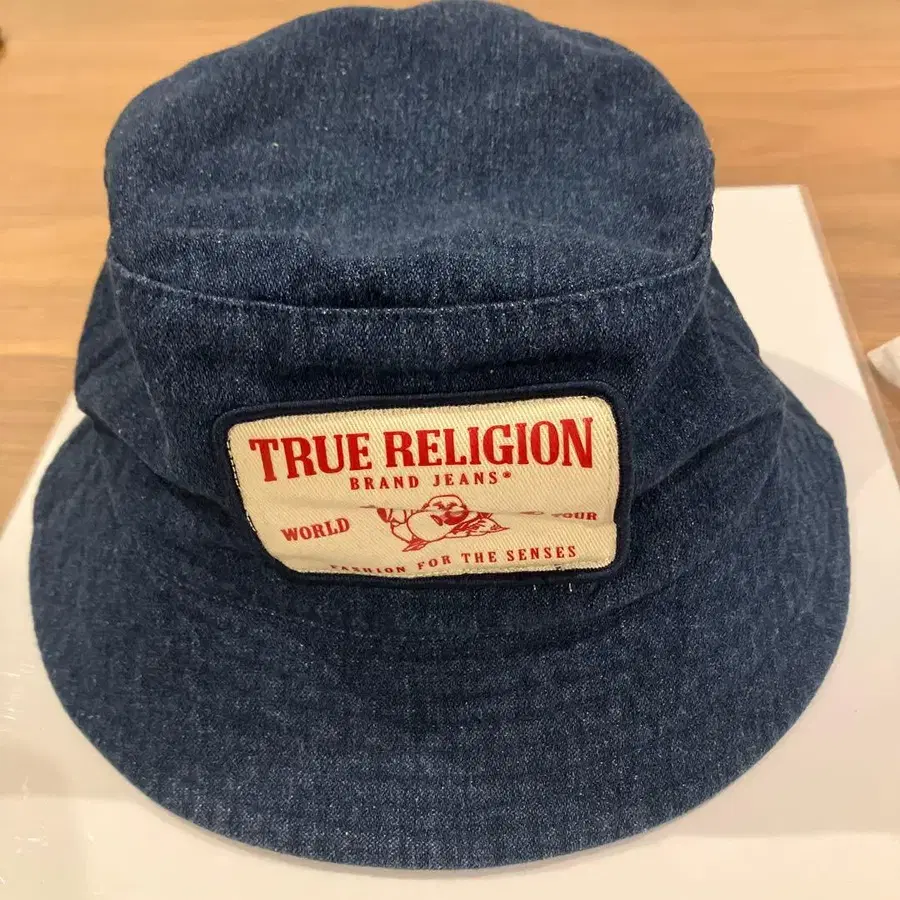 TRUE RELIGION
BRAND JEANS®
WORLD TOUR
FASHION FOR THE SENSES